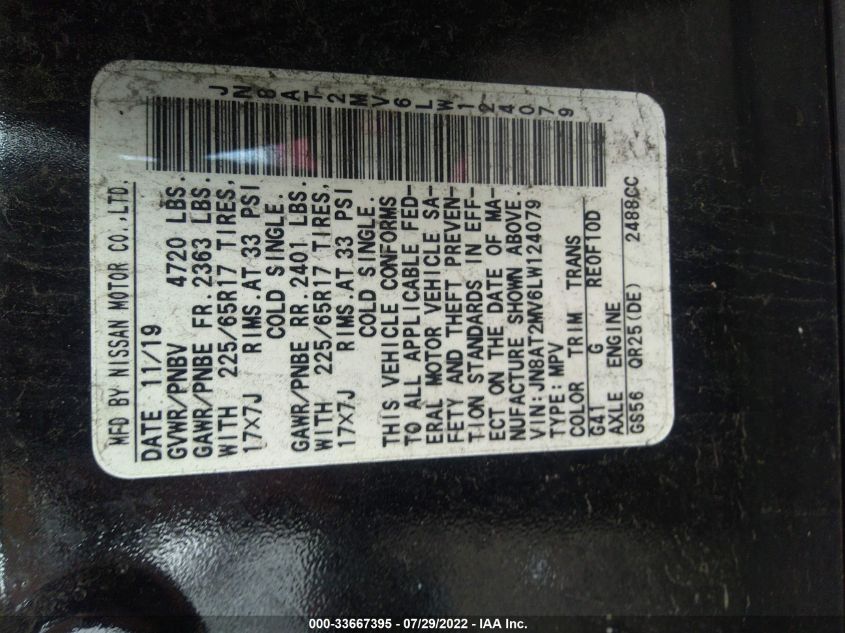 JN8AT2MV6LW124079
MFD BY NISSAN MOTOR CO.,LTD.
DATE 11/19
GVWR/PNBV 4720 LBS.
GAWR/PNBE FR. 2363 LBS.
WITH 225/65R17 TIRES,
17X7J RIMS.AT 33 PSI
COLD SINGLE.
GAWR/PNBE RR. 2401 LBS.
WITH 225/65R17 TIRES,
17X7J RIMS.AT 33 PSI
COLD SINGLE.
THIS VEHICLE CONFORMS
TO ALL APPLICABLE FED-
ERAL MOTOR VEHICLE SA-
FETY AND THEFT PREVEN-
TION STANDARDS IN EFF-
ECT ON THE DATE OF MA-
NUFACTURE SHOWN ABOVE.
VIN:JN8AT2MV6LW124079
TYPE: MPV
COLOR TRIM TRANS
G41 G RE0F10D
AXLE ENGINE
GS56 QR25(DE) 2488CC
000-33667395 - 07/29/2022 - IAA Inc.